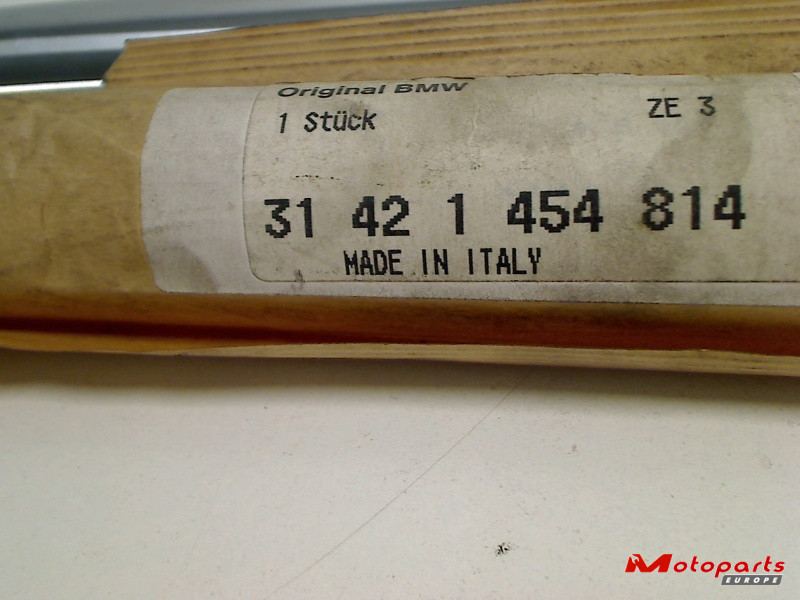 Original BMW
1 Stück ZE 3
31 42 1 454 814
MADE IN ITALY
Motoparts
EUROPE